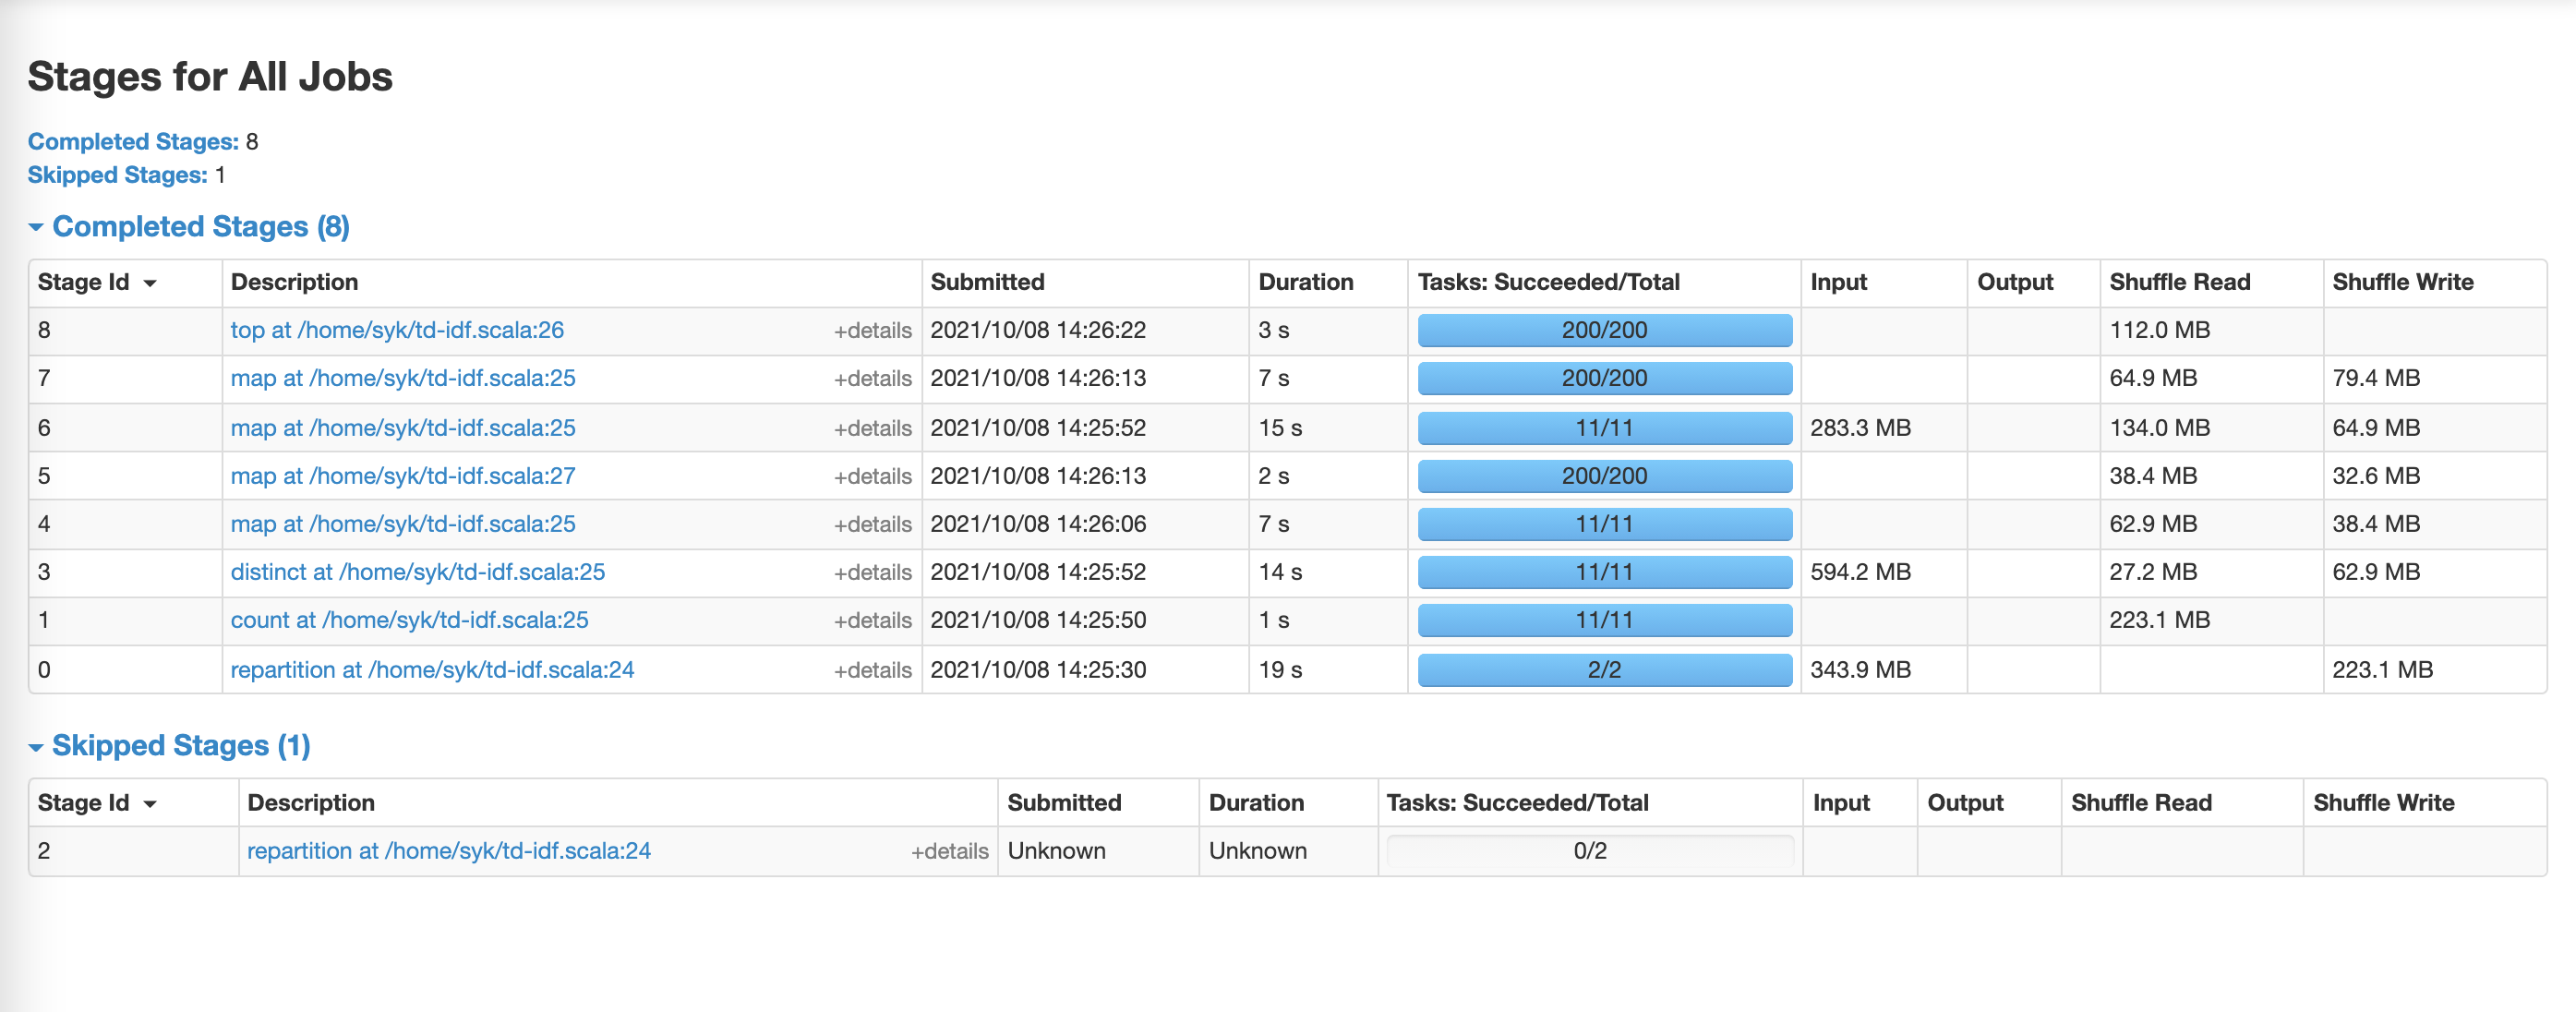 Stages for All Jobs
Completed Stages: 8
Skipped Stages: 1
Completed Stages (8)
Stage Id Description Submitted Duration Tasks: Succeeded/Total Input Output Shuffle Read Shuffle Write
8 top at /home/syk/td-idf.scala:26 +details 2021/10/08 14:26:22 3 s 200/200 112.0 MB
7 map at /home/syk/td-idf.scala:25 +details 2021/10/08 14:26:13 7 s 200/200 64.9 MB 79.4 MB
6 map at /home/syk/td-idf.scala:25 +details 2021/10/08 14:25:52 15 s 11/11 283.3 MB 134.0 MB 64.9 MB
5 map at /home/syk/td-idf.scala:27 +details 2021/10/08 14:26:13 2 s 200/200 38.4 MB 32.6 MB
4 map at /home/syk/td-idf.scala:25 +details 2021/10/08 14:26:06 7 s 11/11 62.9 MB 38.4 MB
3 distinct at /home/syk/td-idf.scala:25 +details 2021/10/08 14:25:52 14 s 11/11 594.2 MB 27.2 MB 62.9 MB
1 count at /home/syk/td-idf.scala:25 +details 2021/10/08 14:25:50 1 s 11/11 223.1 MB
0 repartition at /home/syk/td-idf.scala:24 +details 2021/10/08 14:25:30 19 s 2/2 343.9 MB 223.1 MB
Skipped Stages (1)
Stage Id Description Submitted Duration Tasks: Succeeded/Total Input Output Shuffle Read Shuffle Write
2 repartition at /home/syk/td-idf.scala:24 +details Unknown Unknown 0/2